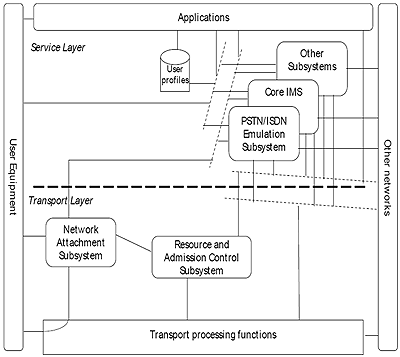 Applications
Service Layer
Other
Subsystems
User
profiles
Core IMS
PSTN/ISDN
Emulation
Subsystem
User Equipment
Other networks
Transport Layer
Network
Attachment
Subsystem
Resource and
Admission Control
Subsystem
Transport processing functions